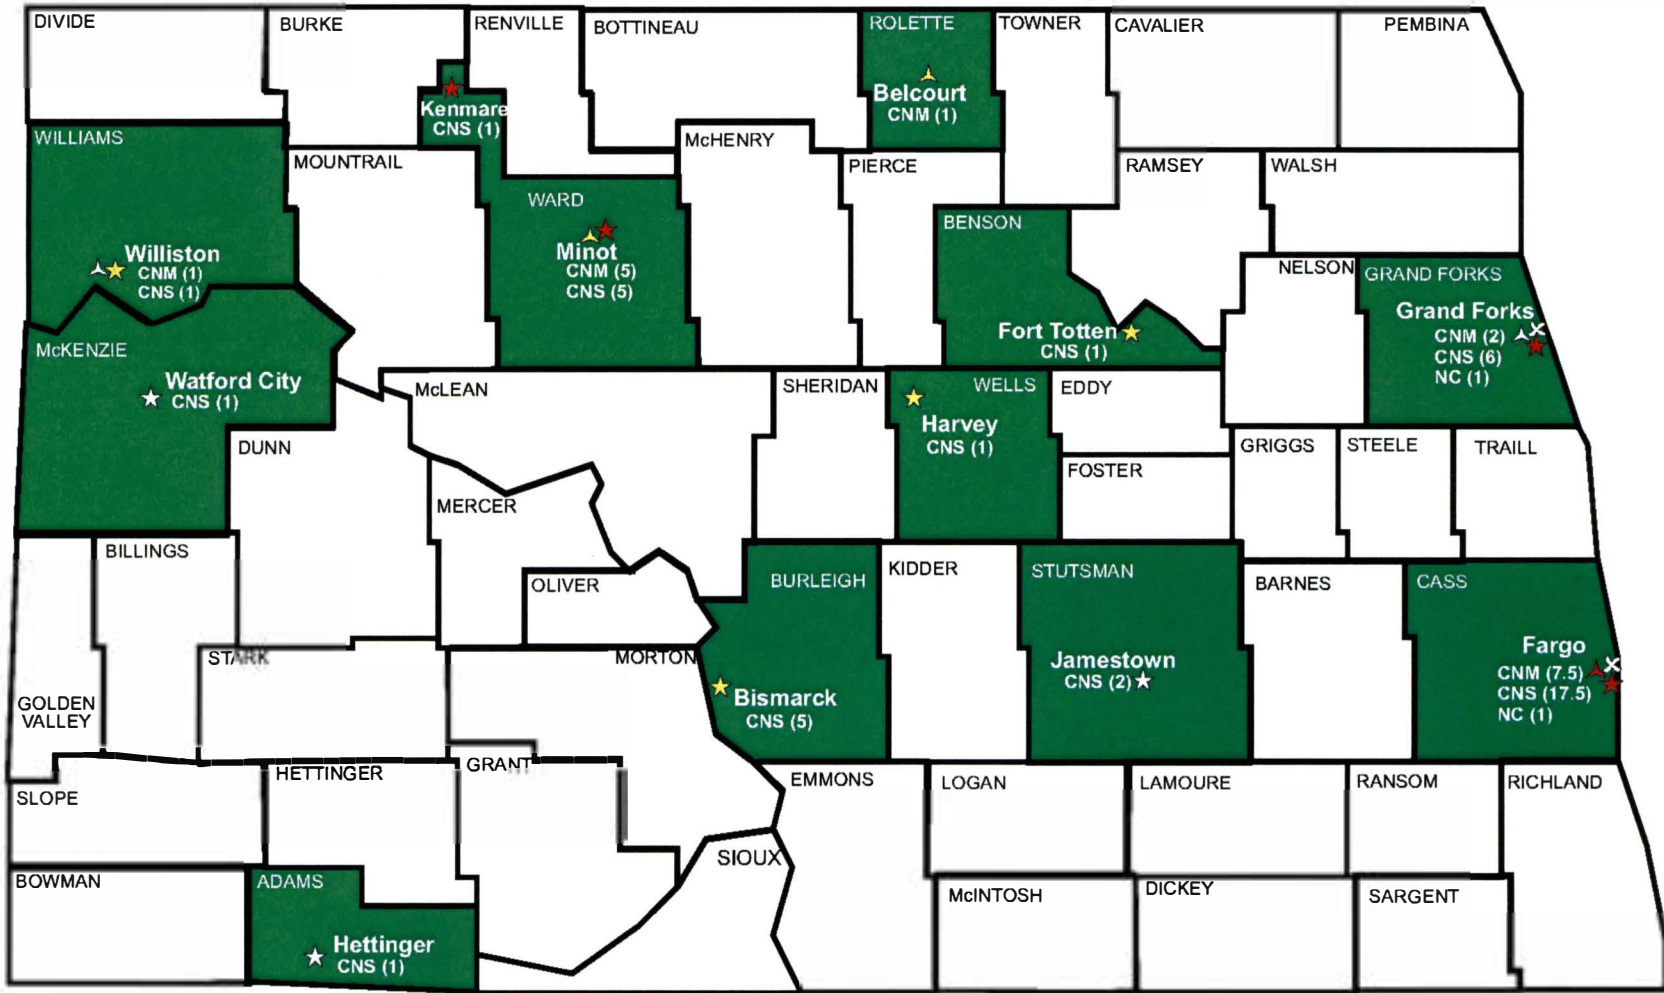 DIVIDE
BURKE
RENVILLE
BOTTINEAU
ROLETTE
TOWNER
CAVALIER
PEMBINA
Kenmare
CNS (1)
Belcourt
CNM (1)
WILLIAMS
MOUNTRAIL
McHENRY
PIERCE
RAMSEY
WALSH
WARD
BENSON
Williston
CNM (1)
CNS (1)
Minot
CNM (5)
CNS (5)
NELSON
GRAND FORKS
Grand Forks
CNM (2)
CNS (6)
NC (1)
Fort Totten
CNS (1)
McKENZIE
Watford City
CNS (1)
McLEAN
SHERIDAN
WELLS
EDDY
Harvey
CNS (1)
DUNN
GRIGGS
STEELE
TRAILL
FOSTER
MERCER
BILLINGS
OLIVER
BURLEIGH
KIDDER
STUTSMAN
BARNES
CASS
STARK
MORTON
Jamestown
CNS (2)
Fargo
CNM (7.5)
CNS (17.5)
NC (1)
GOLDEN
VALLEY
Bismarck
CNS (5)
HETTINGER
GRANT
EMMONS
LOGAN
LAMOURE
RANSOM
RICHLAND
SLOPE
SIOUX
BOWMAN
ADAMS
McINTOSH
DICKEY
SARGENT
Hettinger
CNS (1)